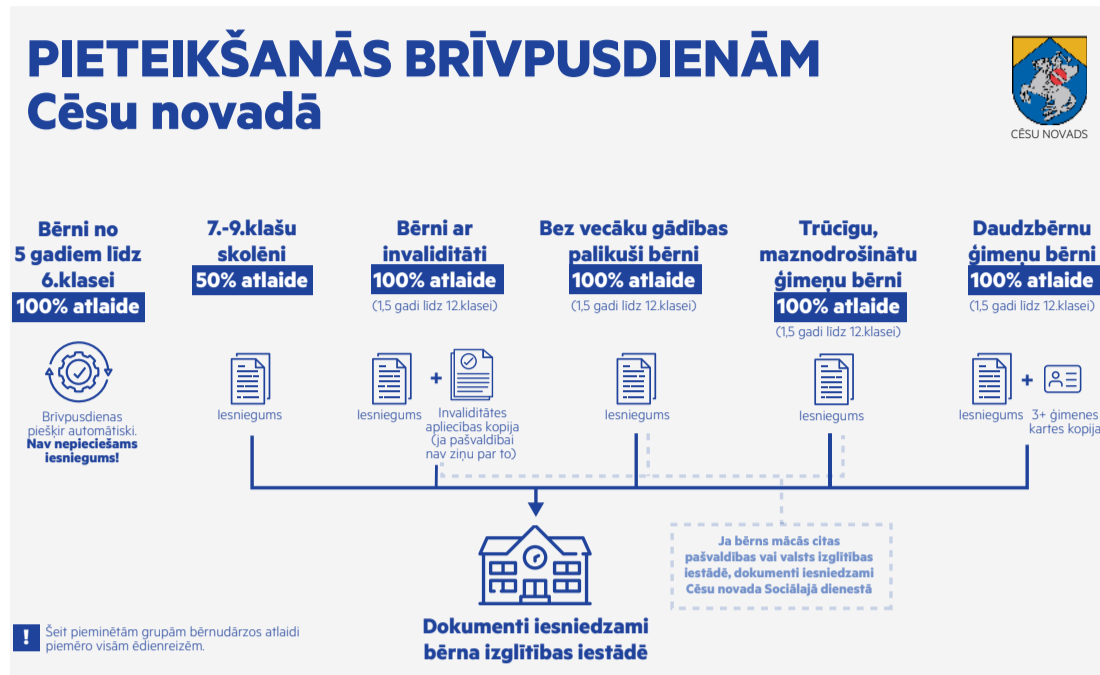 PIETEIKŠANĀS BRĪVPUSDIENĀM
Cēsu novadā
CĒSU NOVADS
Bērni no
5 gadiem līdz
6.klasei
100% atlaide
Brīvpusdienas
piešķir automātiski.
Nav nepieciešams
iesniegums!
7.-9.klašu
skolēni
50% atlaide
Iesniegums
Bērni ar
invaliditāti
100% atlaide
(1,5 gadi līdz 12.klasei)
Iesniegums
+
Invaliditātes
apliecības kopija
(ja pašvaldībai
nav ziņu par to)
Bez vecāku gādības
palikuši bērni
100% atlaide
(1,5 gadi līdz 12.klasei)
Iesniegums
Trūcīgu,
maznodrošinātu
ģimeņu bērni
100% atlaide
(1,5 gadi līdz 12.klasei)
Iesniegums
Daudzbērnu
ģimeņu bērni
100% atlaide
(1,5 gadi līdz 12.klasei)
Iesniegums
+
3+ ģimenes
kartes kopija
Ja bērns mācās citas
pašvaldības vai valsts izglītības
iestādē, dokumenti iesniedzami
Cēsu novada Sociālajā dienestā
Dokumenti iesniedzami
bērna izglītības iestādē
! Šeit pieminētām grupām bērnudārzos atlaidi
piemēro visām ēdienreizēm.